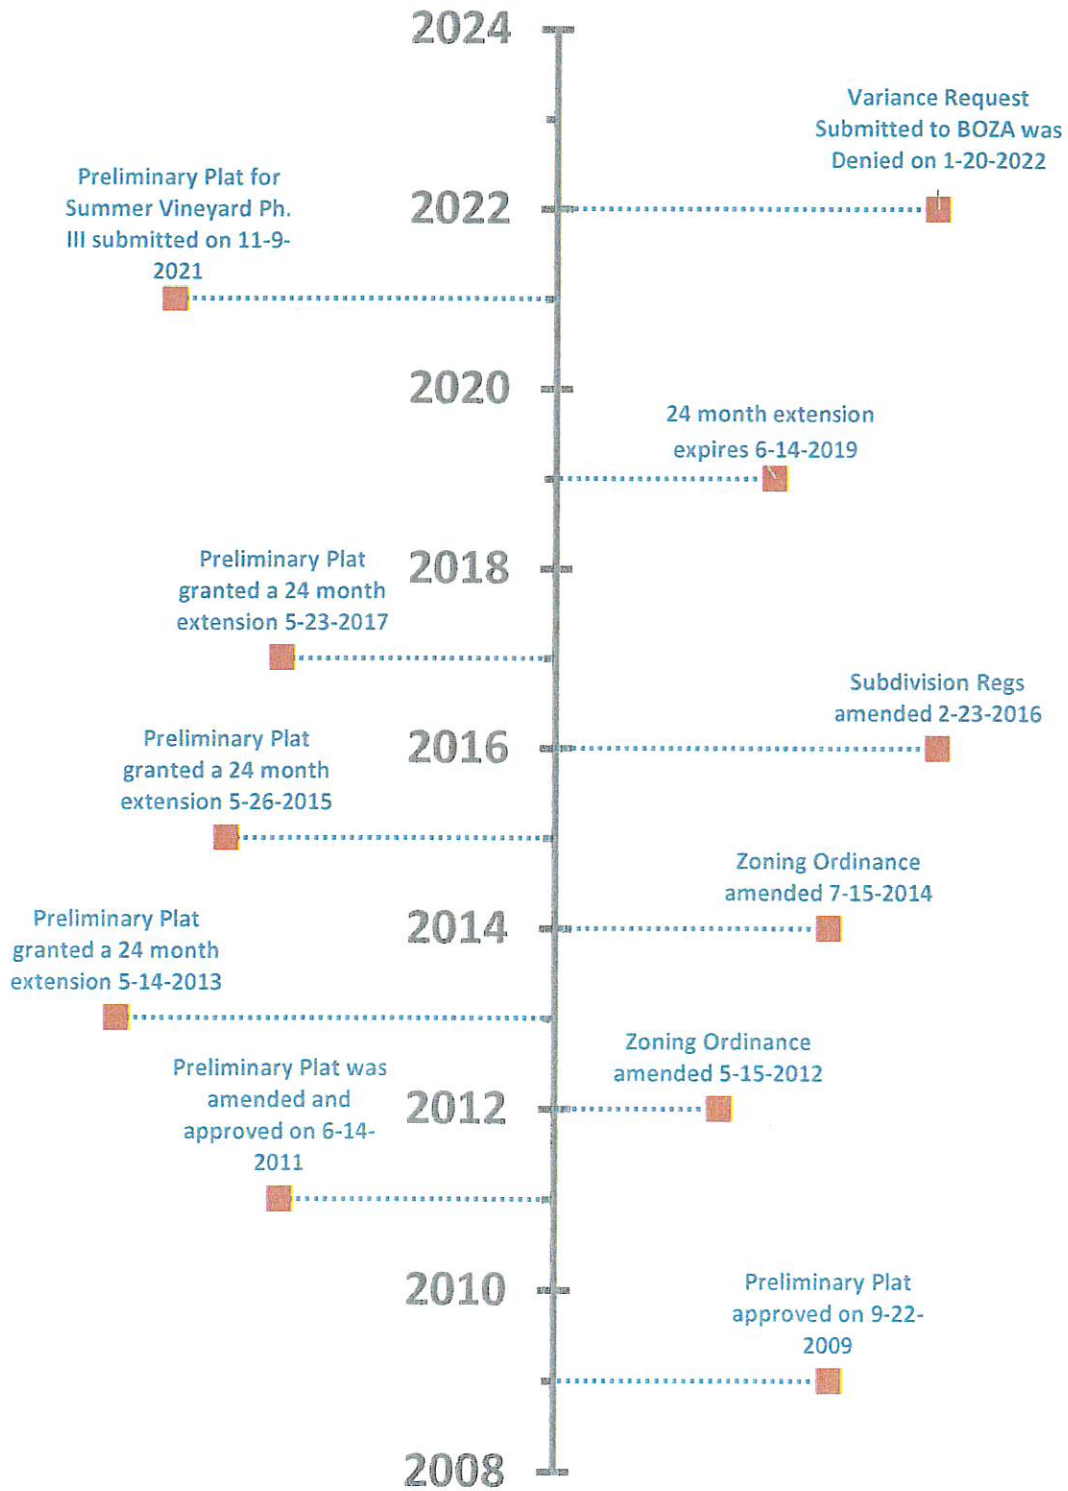 2024
Variance Request
Submitted to BOZA was
Denied on 1-20-2022
Preliminary Plat for
Summer Vineyard Ph.
III submitted on 11-9-
2021
2022
2020
24 month extension
expires 6-14-2019
Preliminary Plat
granted a 24 month
extension 5-23-2017
2018
Subdivision Regs
amended 2-23-2016
Preliminary Plat
granted a 24 month
extension 5-26-2015
2016
Zoning Ordinance
amended 7-15-2014
Preliminary Plat
granted a 24 month
extension 5-14-2013
2014
Zoning Ordinance
amended 5-15-2012
Preliminary Plat was
amended and
approved on 6-14-
2011
2012
2010
Preliminary Plat
approved on 9-22-
2009
2008